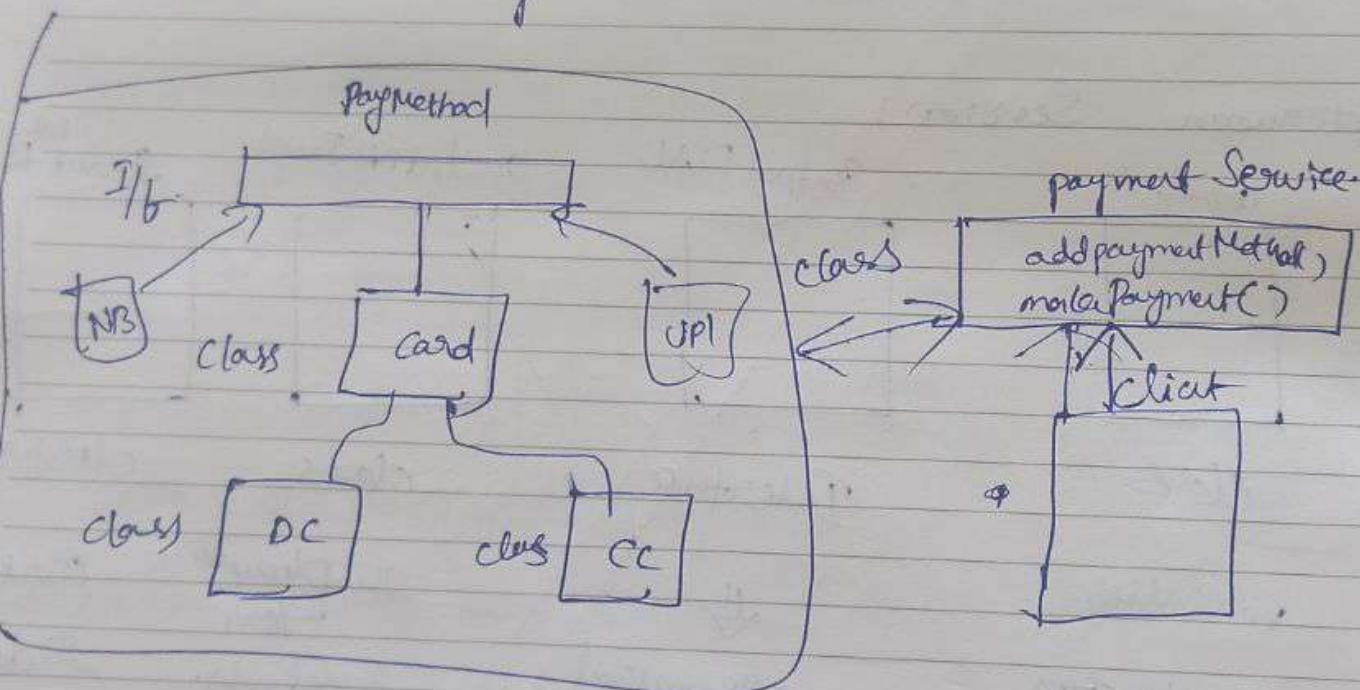 PayMethod
I/f
payment Service
class
addpaymentMethod)
makePayment()
NB
Class
Card
UPI
Client
class
DC
class
CC